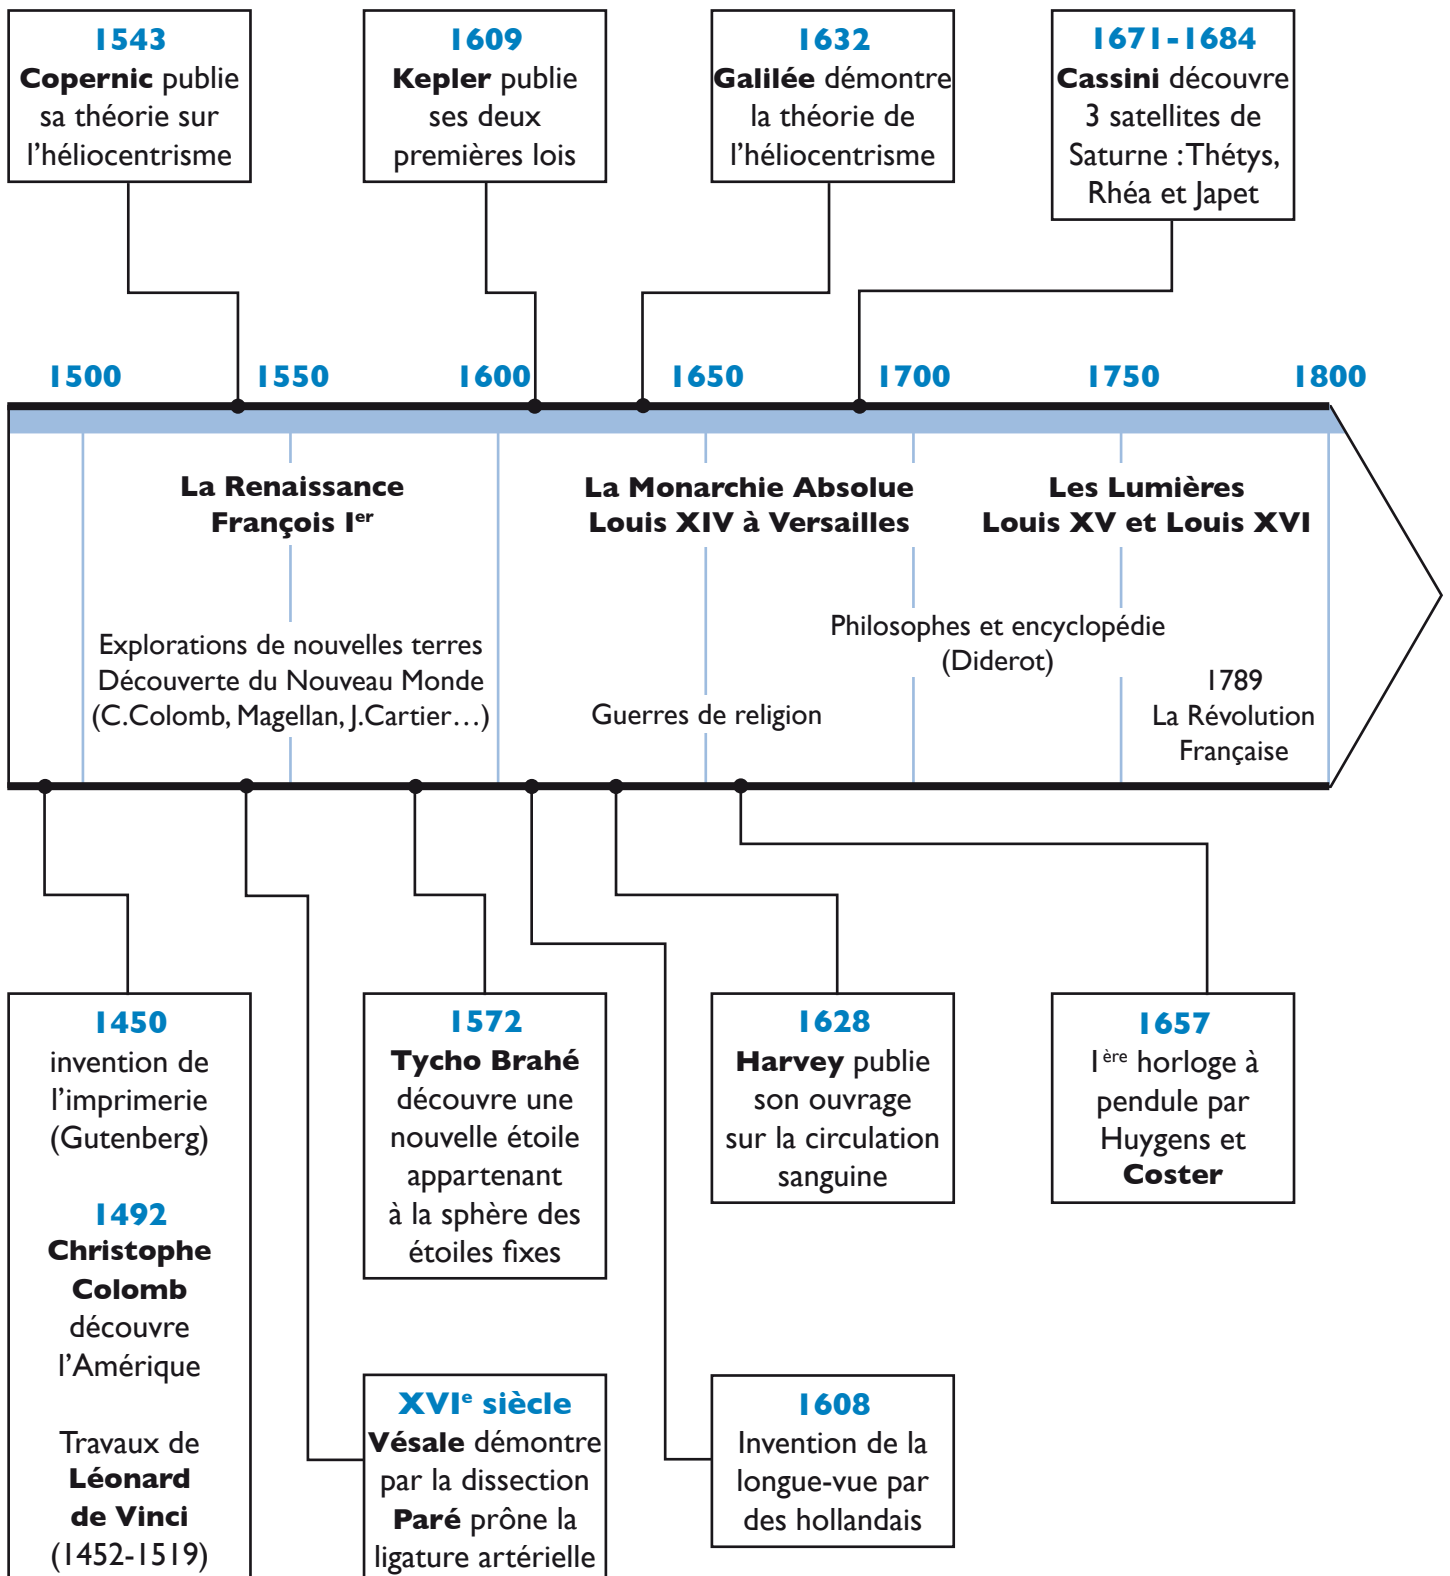 1543
Copernic publie
sa théorie sur
l'héliocentrisme
1609
Kepler publie
ses deux
premières lois
1632
Galilée démontre
la théorie de
l'héliocentrisme
1671-1684
Cassini découvre
3 satellites de
Saturne : Thétys,
Rhéa et Japet
1500 1550 1600 1650 1700 1750 1800
La Renaissance
François Ier
La Monarchie Absolue
Louis XIV à Versailles
Les Lumières
Louis XV et Louis XVI
Explorations de nouvelles terres
Découverte du Nouveau Monde
(C.Colomb, Magellan, J.Cartier…)
Guerres de religion
Philosophes et encyclopédie
(Diderot)
1789
La Révolution
Française
1450
invention de
l'imprimerie
(Gutenberg)
1492
Christophe
Colomb
découvre
l'Amérique
Travaux de
Léonard
de Vinci
(1452-1519)
1572
Tycho Brahé
découvre une
nouvelle étoile
appartenant
à la sphère des
étoiles fixes
1628
Harvey publie
son ouvrage
sur la circulation
sanguine
1657
1ère horloge à
pendule par
Huygens et
Coster
XVIe siècle
Vésale démontre
par la dissection
Paré prône la
ligature artérielle
1608
Invention de la
longue-vue par
des hollandais